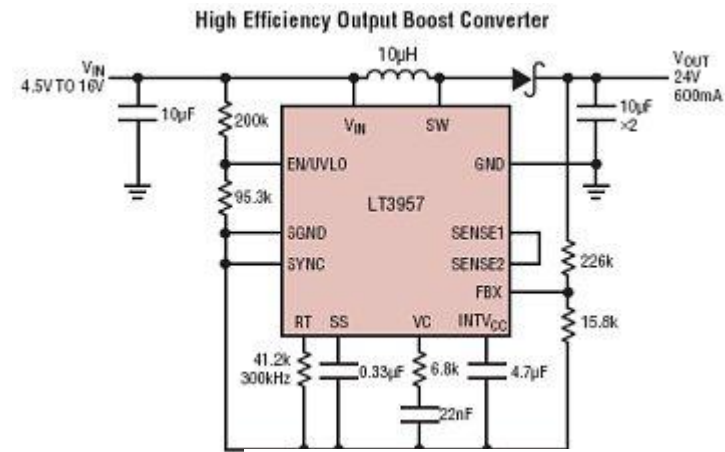 High Efficiency Output Boost Converter
VIN
4.5V TO 16V
10µH
VOUT
24V
600mA
10µF
200k
VIN
SW
10µF
×2
EN/UVLO
GND
95.3k
LT3957
SGND
SENSE1
SYNC
SENSE2
226k
FBX
RT
SS
VC
INTVCC
15.8k
41.2k
300kHz
0.33µF
6.8k
4.7µF
22nF